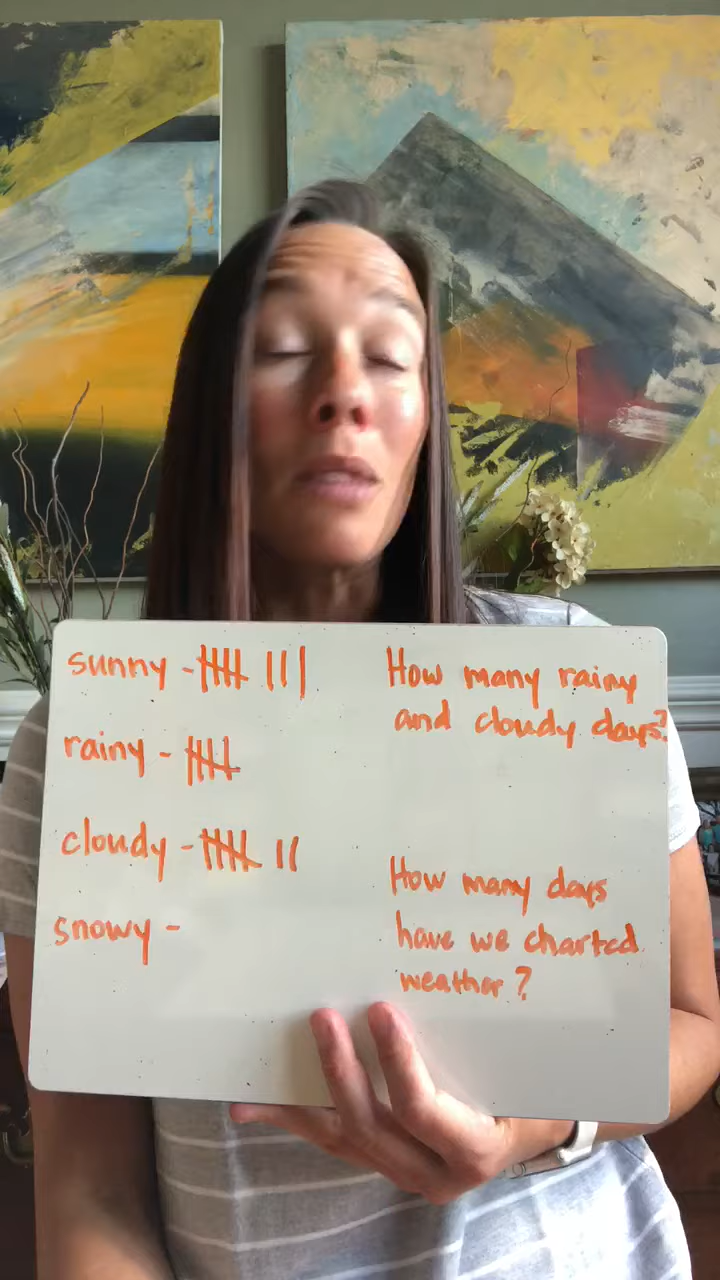 sunny - 𝍸 |||
How many rainy
and cloudy days?
rainy - 𝍸
cloudy - 𝍸 ||
How many days
have we charted
weather?
snowy -